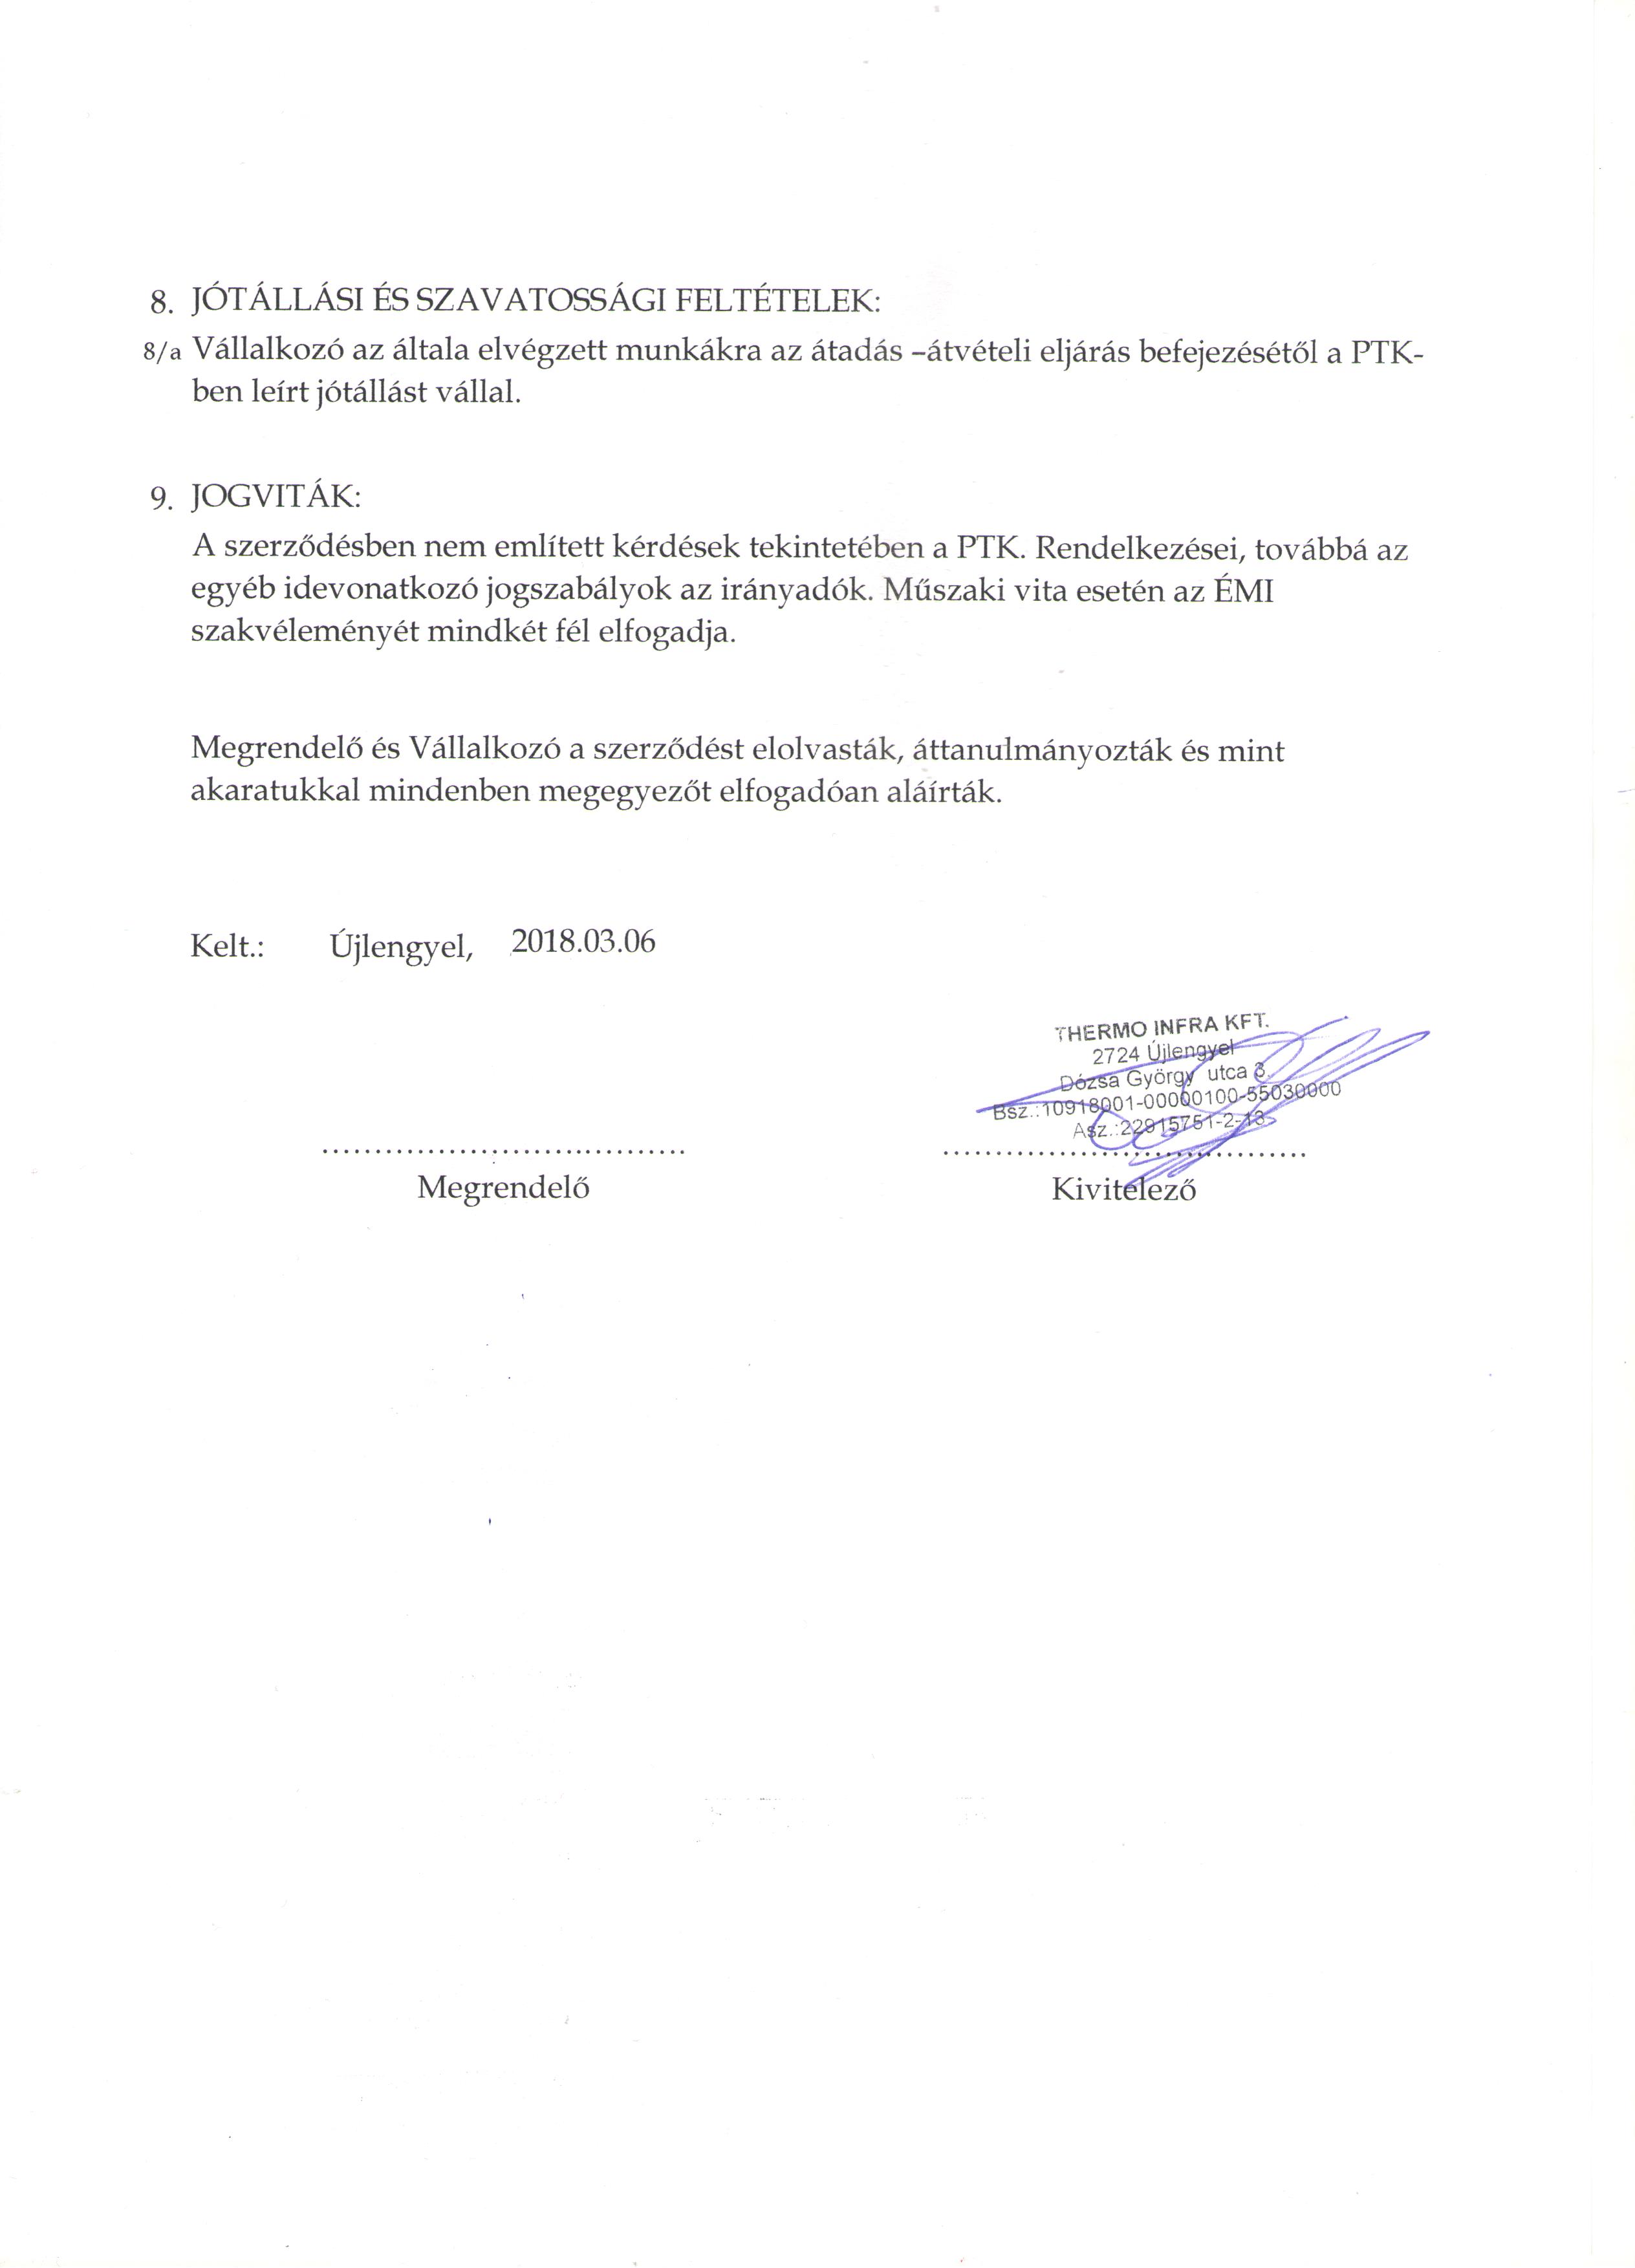 8. JÓTÁLLÁSI ÉS SZAVATOSSÁGI FELTÉTELEK:
8/a Vállalkozó az általa elvégzett munkákra az átadás –átvételi eljárás befejezésétől a PTK-
ben leírt jótállást vállal.
9. JOGVITÁK:
A szerződésben nem említett kérdések tekintetében a PTK. Rendelkezései, továbbá az
egyéb idevonatkozó jogszabályok az irányadók. Műszaki vita esetén az ÉMI
szakvéleményét mindkét fél elfogadja.
Megrendelő és Vállalkozó a szerződést elolvasták, áttanulmányozták és mint
akaratukkal mindenben megegyezőt elfogadóan aláírták.
Kelt.: Újlengyel, 2018.03.06
THERMO INFRA KFT.
2724 Újlengyel
Dózsa György utca
Bsz.:10918001-00000100-55030000
Asz.:22915751-2-13
Megrendelő Kivitelező